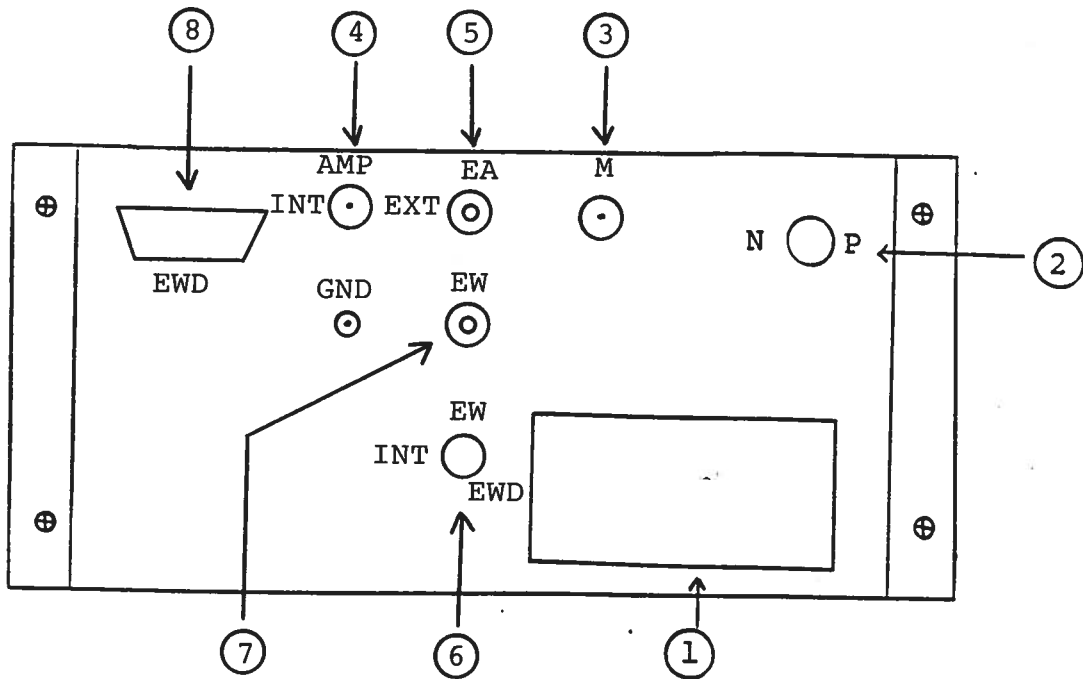 8 4 5 3
AMP EA M
INT EXT
N P
2
EWD
GND EW
EW
INT
EWD
7 6 1